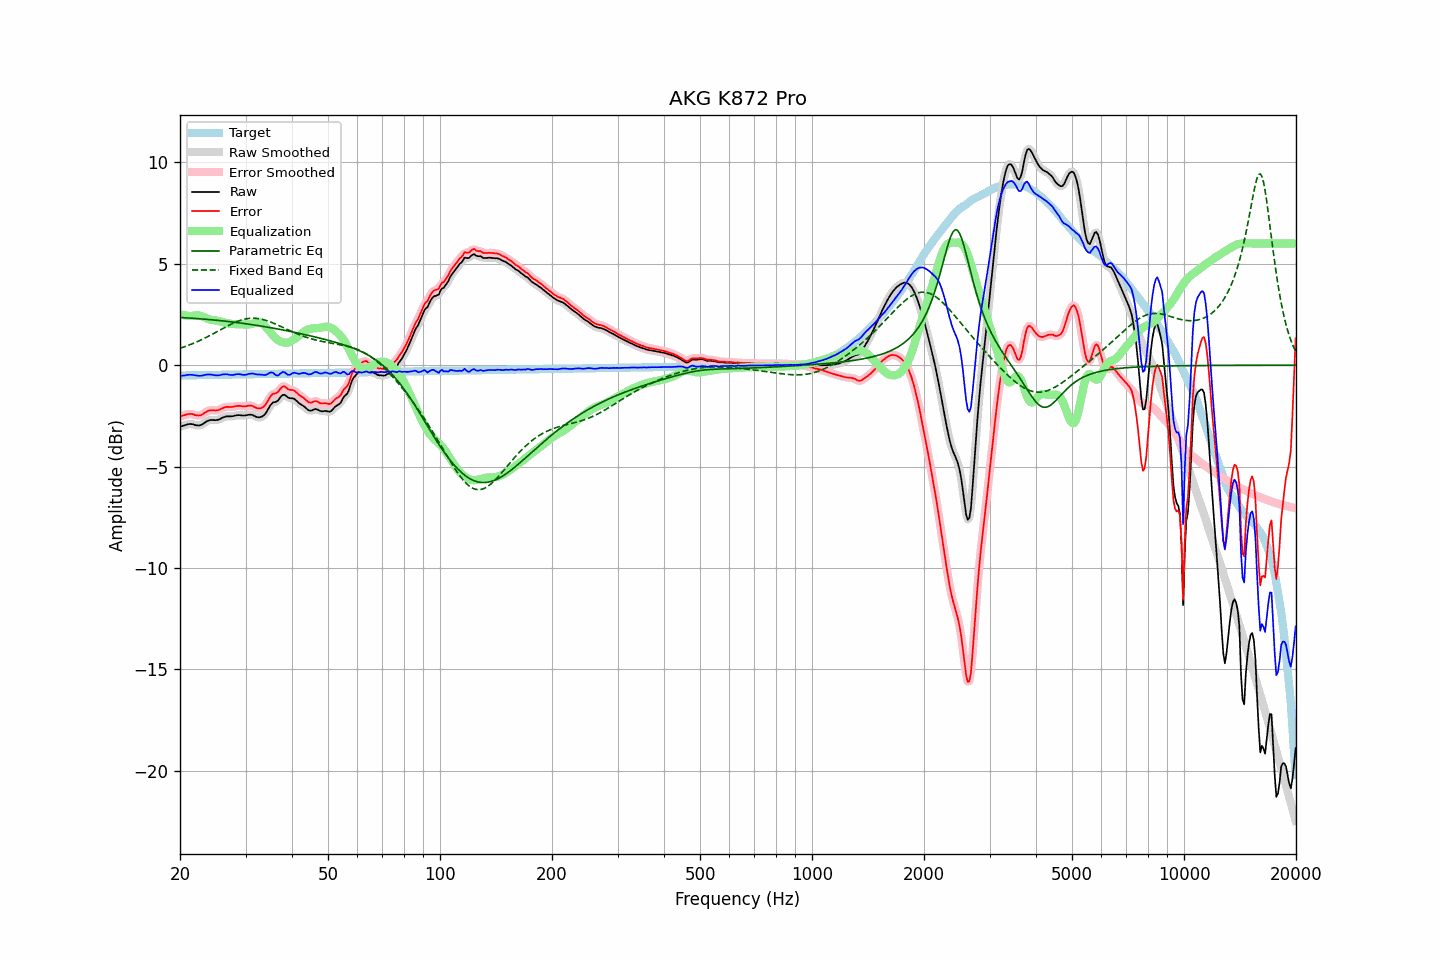 AKG K872 Pro
Target
Raw Smoothed
Error Smoothed
Raw
Error
Equalization
Parametric Eq
Fixed Band Eq
Equalized
Amplitude (dBr)
10
5
0
−5
−10
−15
−20
20
50
100
200
500
1000
2000
5000
10000
20000
Frequency (Hz)